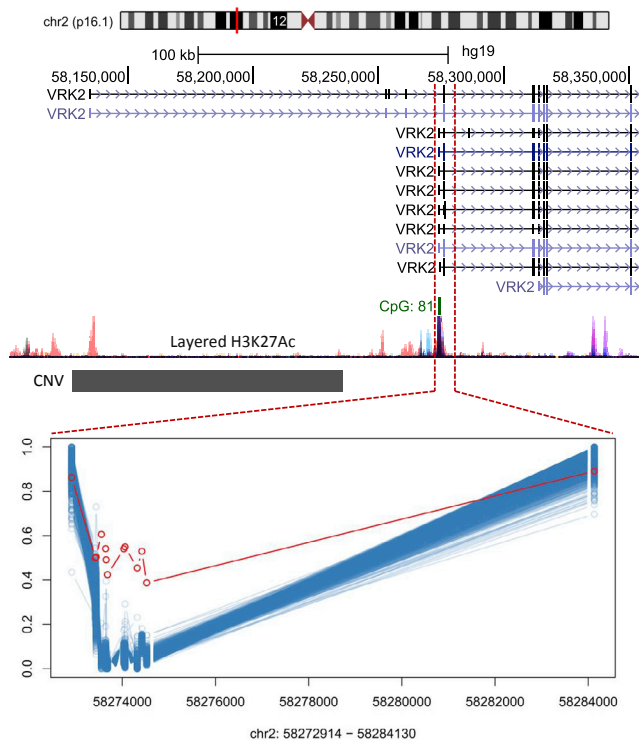 chr2 (p16.1) 12
100 kb hg19
58,150,000 58,200,000 58,250,000 58,300,000 58,350,000
VRK2
VRK2
VRK2
VRK2
VRK2
VRK2
VRK2
VRK2
VRK2
VRK2
VRK2
CpG: 81
Layered H3K27Ac
CNV
1.0
0.8
0.6
0.4
0.2
0.0
58274000 58276000 58278000 58280000 58282000 58284000
chr2: 58272914 − 58284130